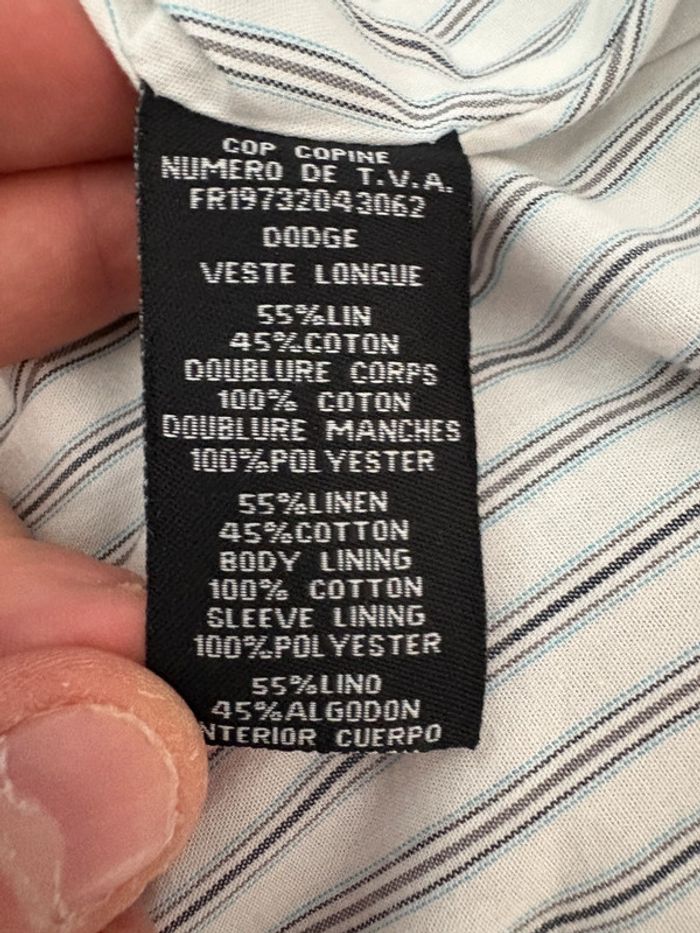 COP COPINE
NUMERO DE T.V.A.
FR19732043062
DODGE
VESTE LONGUE
55%LIN
45%COTON
DOUBLURE CORPS
100% COTON
DOUBLURE MANCHES
100%POLYESTER
55%LINEN
45%COTTON
BODY LINING
100% COTTON
SLEEVE LINING
100%POLYESTER
55%LINO
45%ALGODON
NTERIOR CUERPO